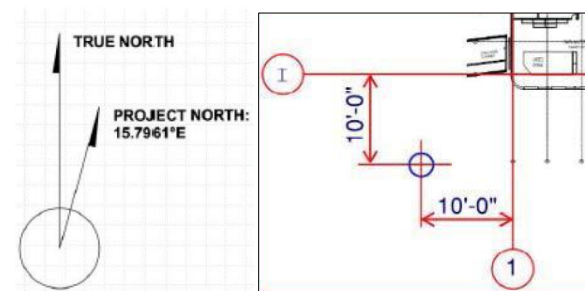 TRUE NORTH
PROJECT NORTH:
15.7961°E
I
10'-0"
10'-0"
1